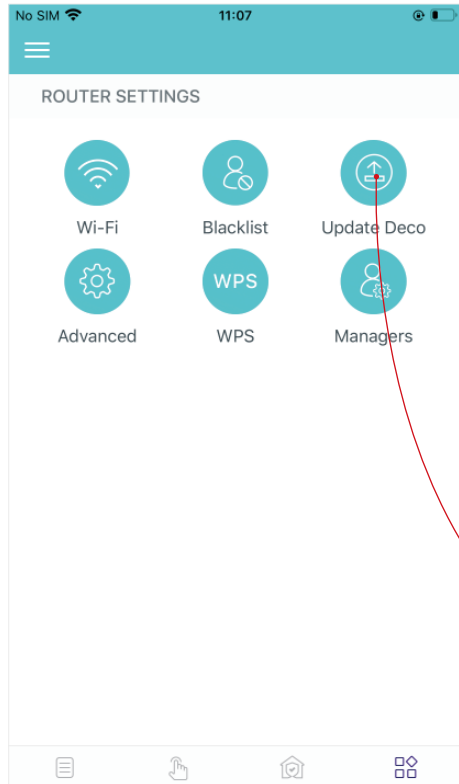 No SIM 11:07
ROUTER SETTINGS
Wi-Fi Blacklist Update Deco
WPS
Advanced WPS Managers